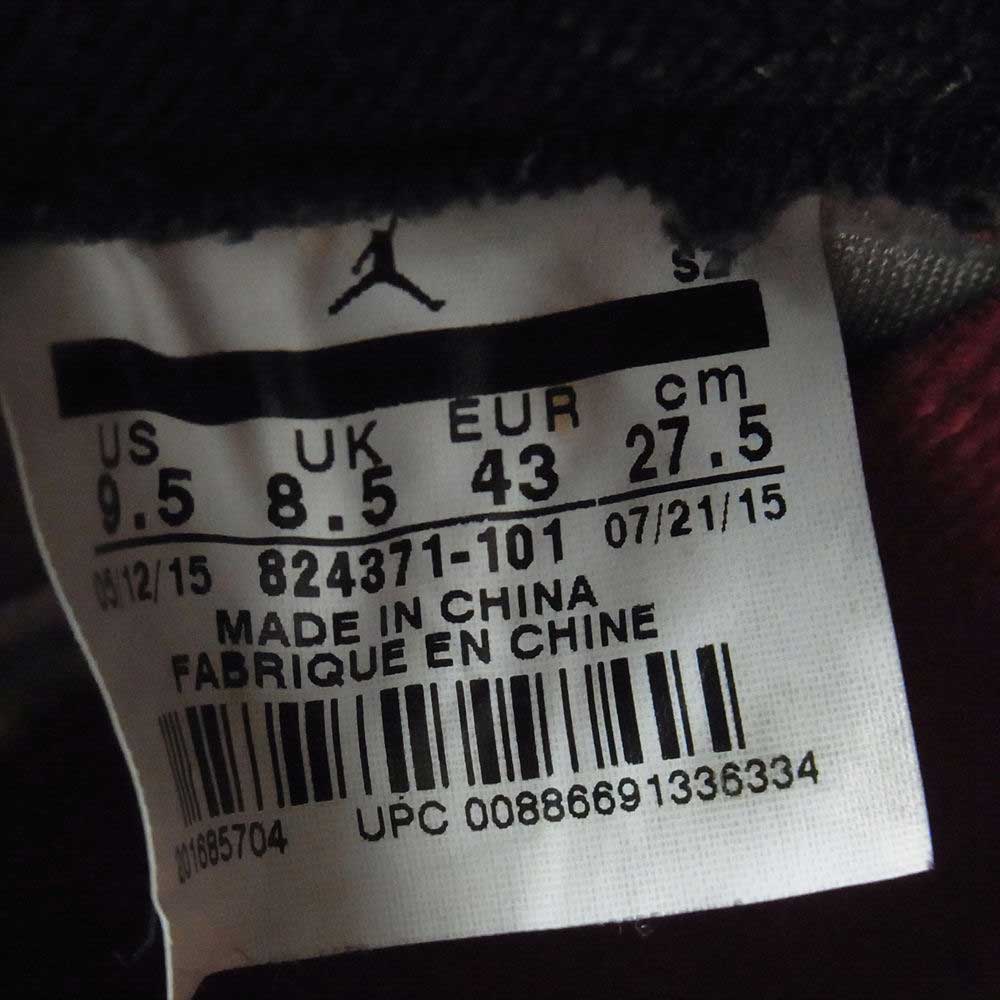 US UK EUR cm
9.5 8.5 43 27.5
05/12/15 824371-101 07/21/15
MADE IN CHINA
FABRIQUE EN CHINE
UPC 00886691336334